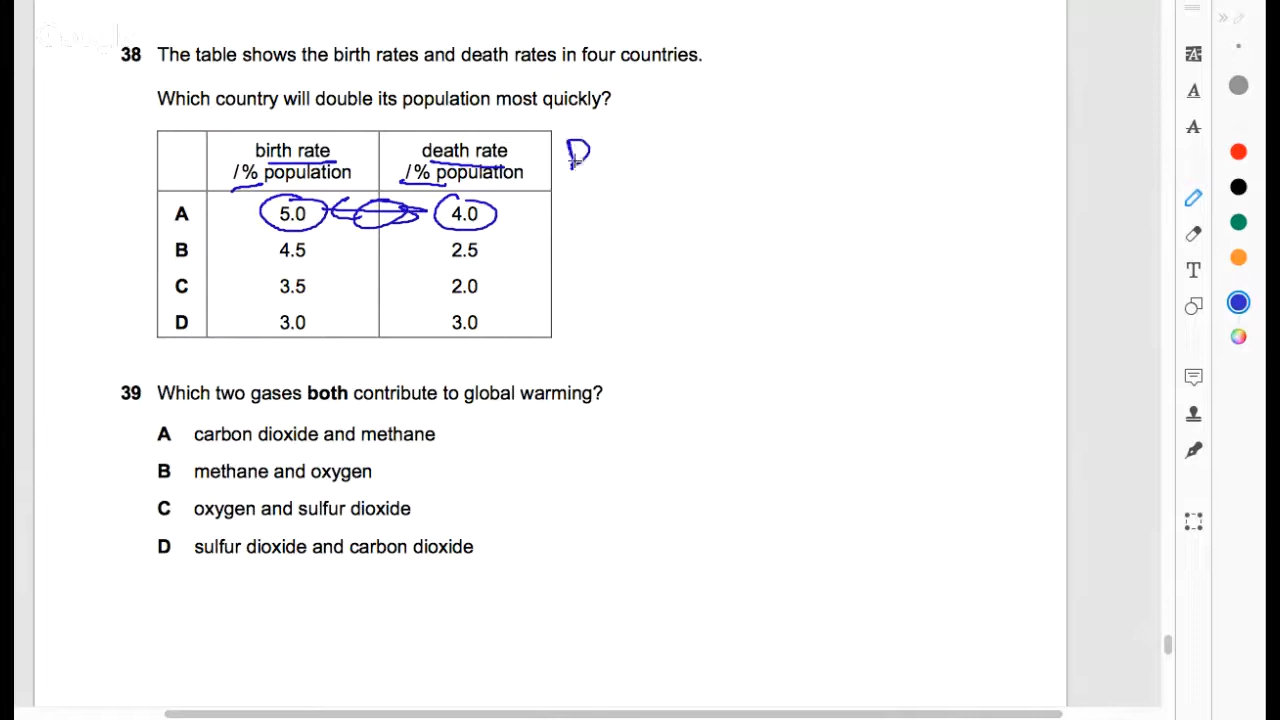 Google
38 The table shows the birth rates and death rates in four countries.
Which country will double its population most quickly?
birth rate /% population death rate /% population D
A 5.0 4.0
B 4.5 2.5
C 3.5 2.0
D 3.0 3.0
39 Which two gases both contribute to global warming?
A carbon dioxide and methane
B methane and oxygen
C oxygen and sulfur dioxide
D sulfur dioxide and carbon dioxide